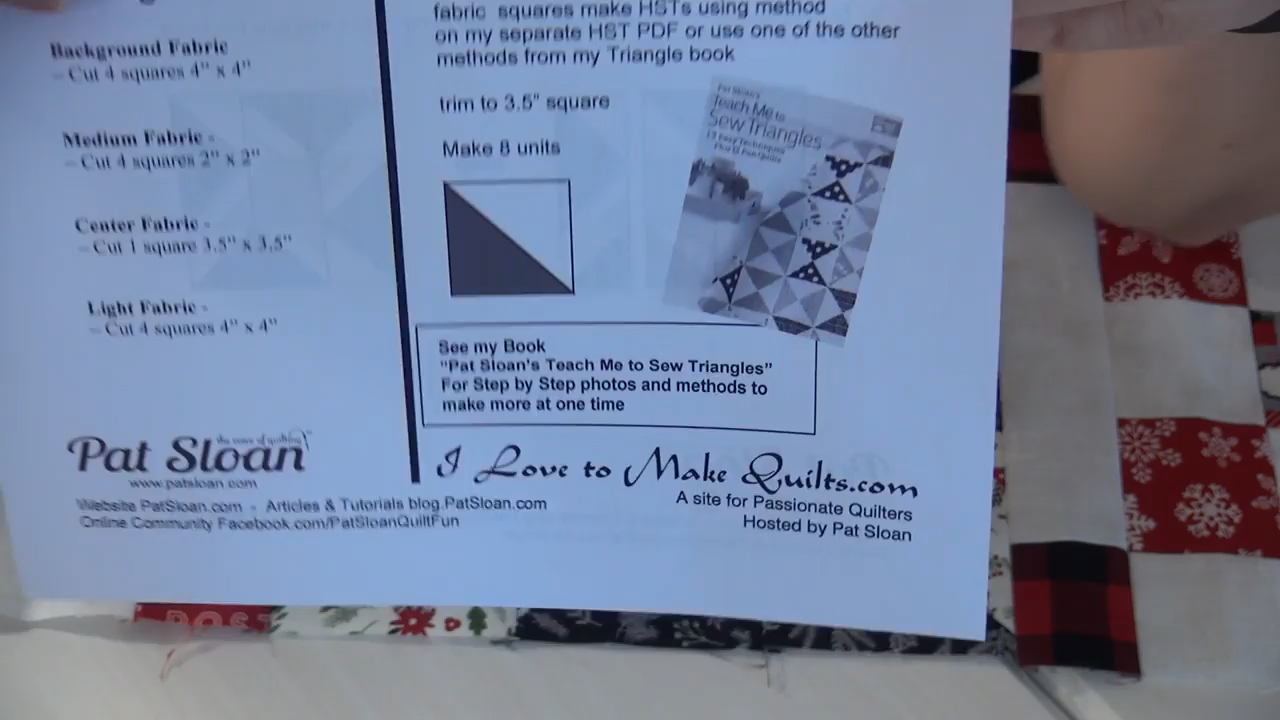 Background Fabric
– Cut 4 squares 4" x 4"
Medium Fabric -
– Cut 4 squares 2" x 2"
Center Fabric -
– Cut 1 square 3.5" x 3.5"
Light Fabric -
– Cut 4 squares 4" x 4"
fabric squares make HSTs using method
on my separate HST PDF or use one of the other
methods from my Triangle book
trim to 3.5" square
Make 8 units
Pat Sloan's
Teach Me to
Sew Triangles
See my Book
"Pat Sloan's Teach Me to Sew Triangles"
For Step by Step photos and methods to
make more at one time
the voice of quilting
Pat Sloan
www.patsloan.com
Website PatSloan.com - Articles & Tutorials blog.PatSloan.com
Online Community Facebook.com/PatSloanQuiltFun
I Love to Make Quilts.com
A site for Passionate Quilters
Hosted by Pat Sloan